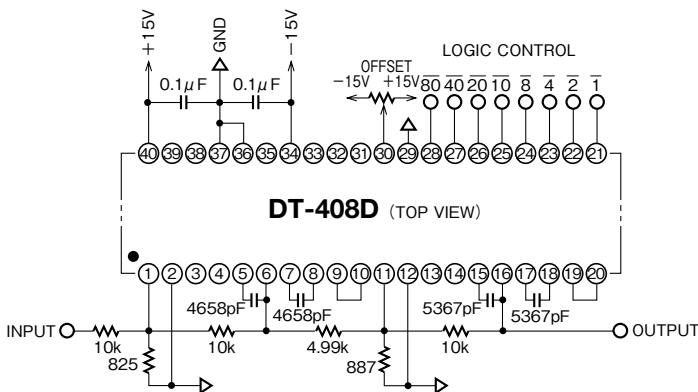 +15V GND −15V
0.1μF 0.1μF
OFFSET
−15V +15V
LOGIC CONTROL
80 40 20 10 8 4 2 1
40 39 38 37 36 35 34 33 32 31 30 29 28 27 26 25 24 23 22 21
DT-408D (TOP VIEW)
1 2 3 4 5 6 7 8 9 10 11 12 13 14 15 16 17 18 19 20
4658pF 4658pF 5367pF 5367pF
INPUT OUTPUT
10k 10k 4.99k 10k
825 887